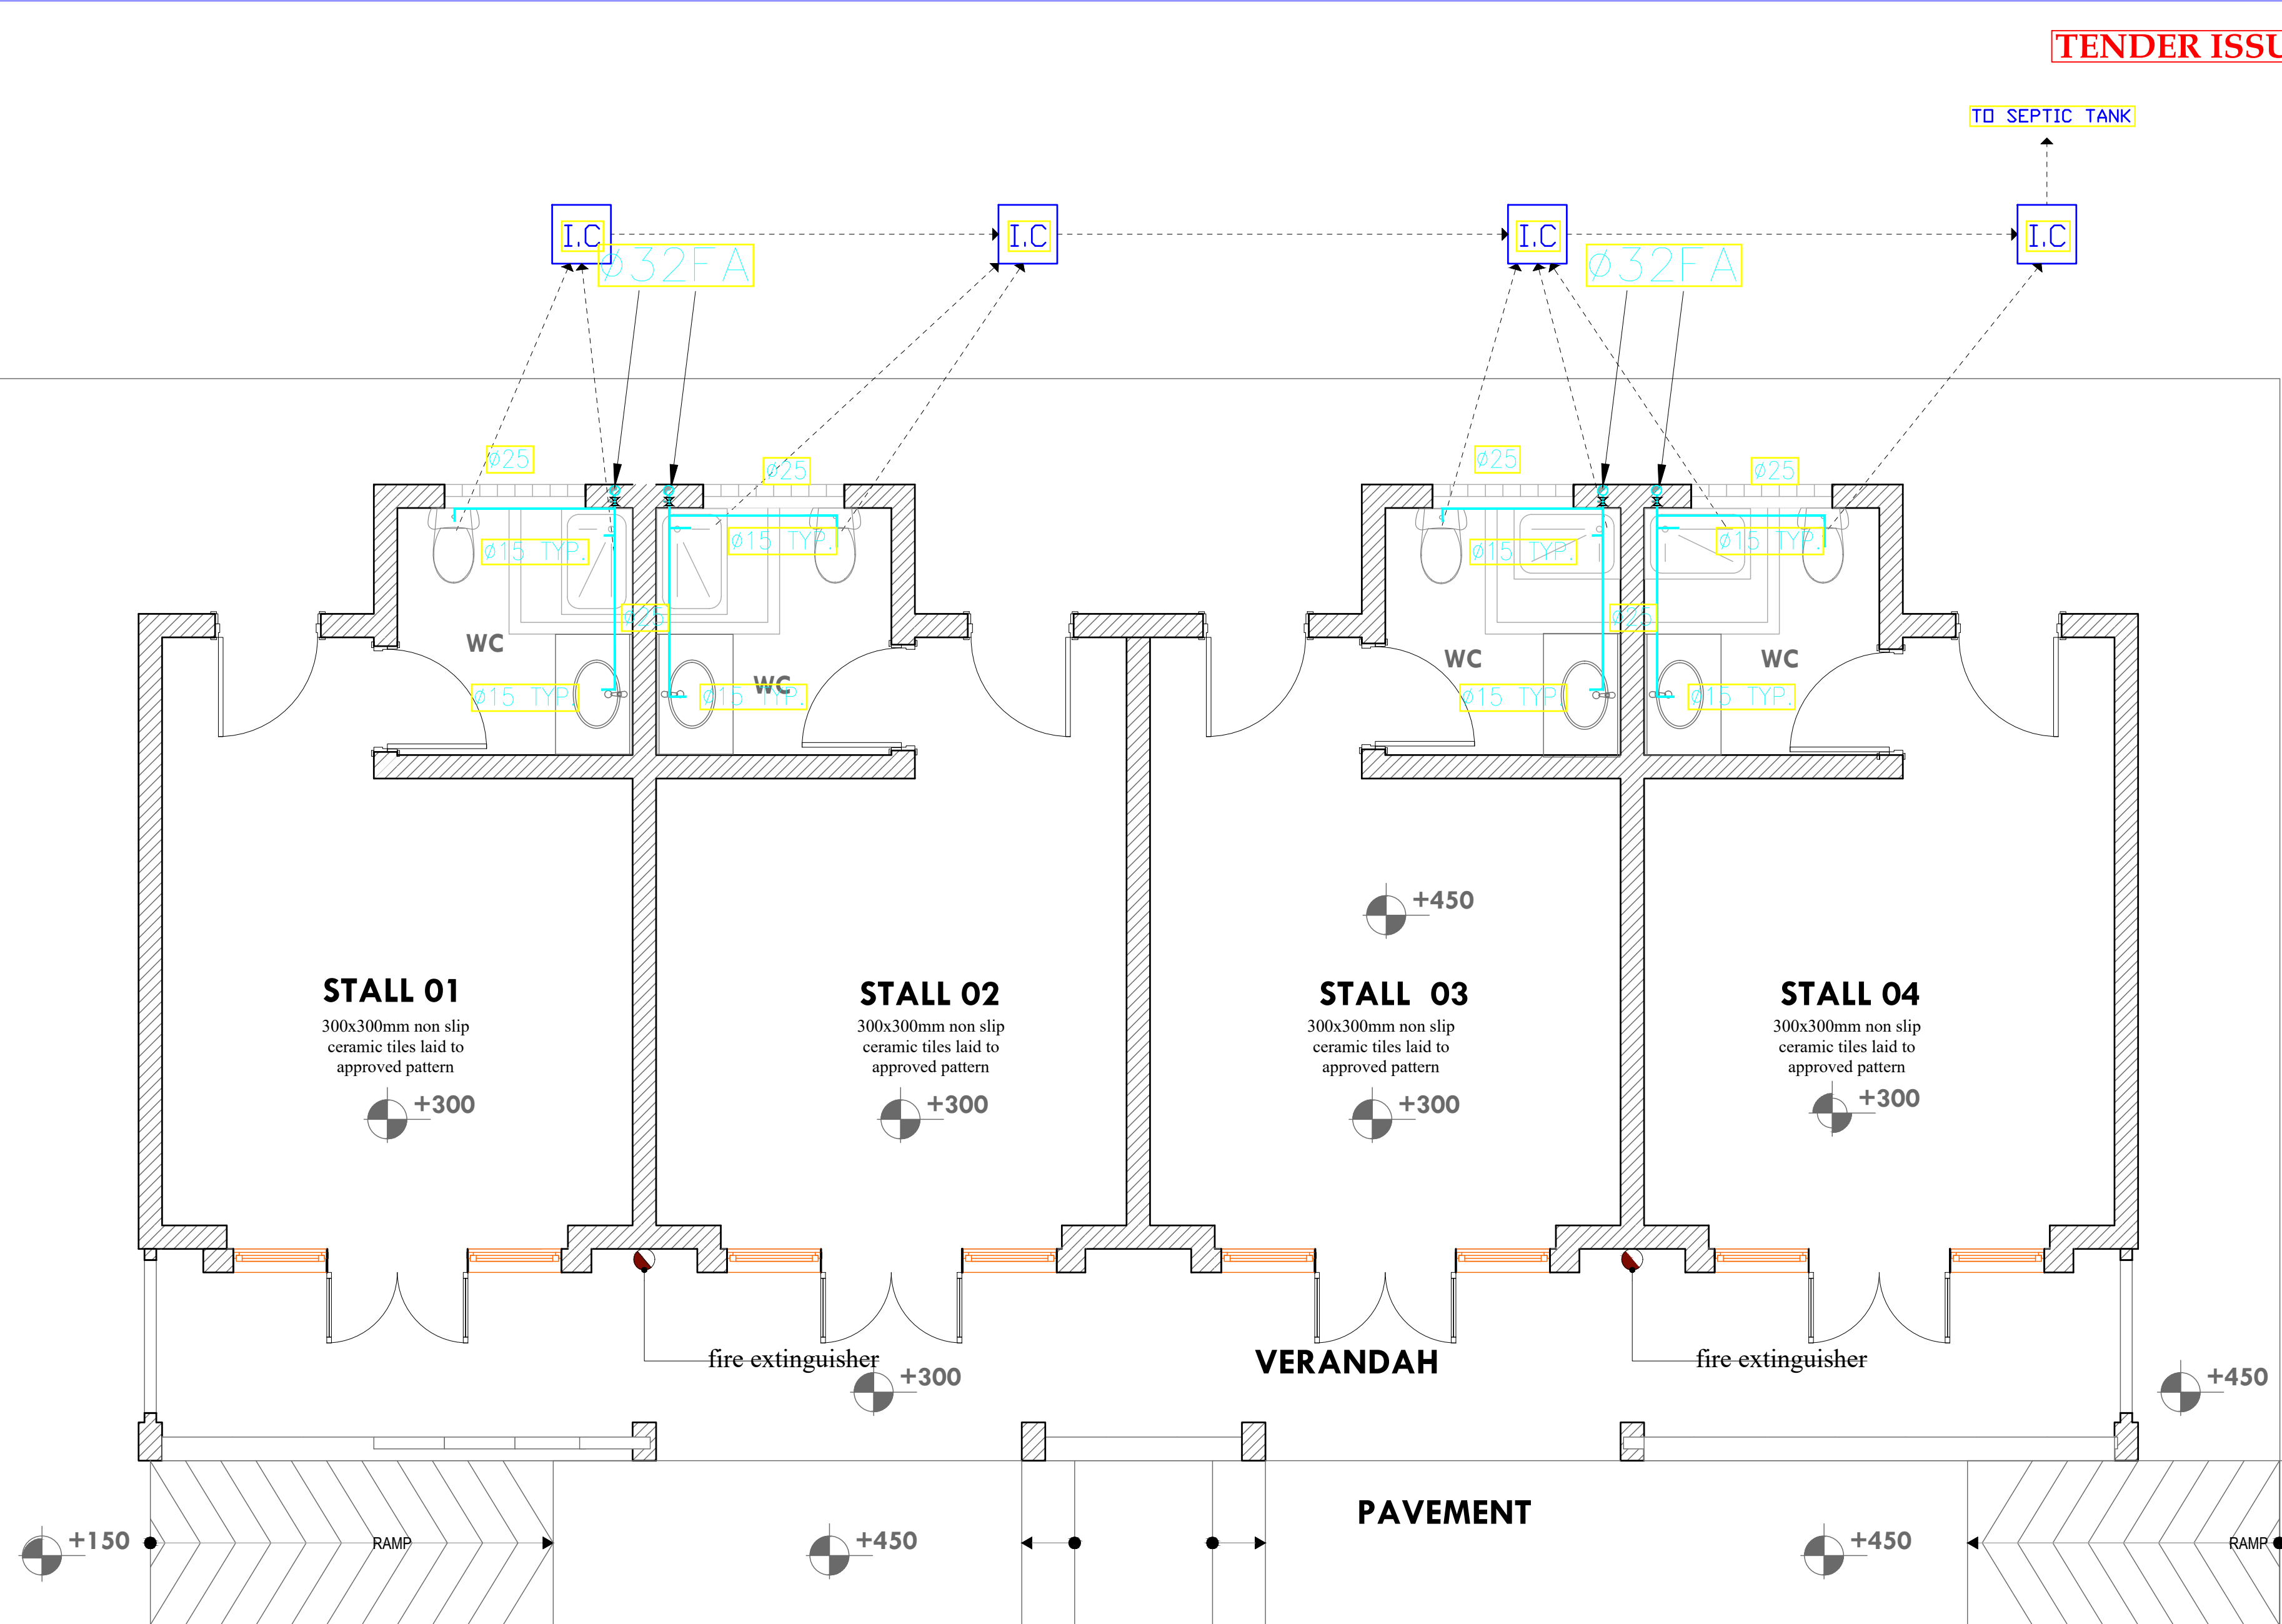 TENDER ISSU
TO SEPTIC TANK
I.C
I.C
I.C
I.C
Ø32FA
Ø32FA
Ø25
Ø25
Ø25
Ø25
Ø15 TYP.
Ø15 TYP.
Ø15 TYP.
Ø15 TYP.
Ø25
Ø25
WC
WC
WC
WC
Ø15 TYP.
Ø15 TYP.
Ø15 TYP.
Ø15 TYP.
+450
STALL 01
300x300mm non slip
ceramic tiles laid to
approved pattern
+300
STALL 02
300x300mm non slip
ceramic tiles laid to
approved pattern
+300
STALL 03
300x300mm non slip
ceramic tiles laid to
approved pattern
+300
STALL 04
300x300mm non slip
ceramic tiles laid to
approved pattern
+300
fire extinguisher
VERANDAH
fire extinguisher
+300
+450
PAVEMENT
+150
RAMP
+450
+450
RAMP